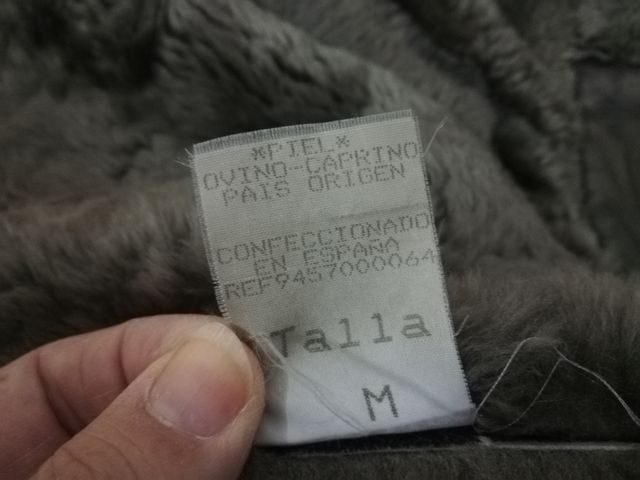 *PIEL*
OVINO-CAPRINO
PAIS ORIGEN
CONFECCIONADO
EN ESPAÑA
REF9457000064
Talla
M